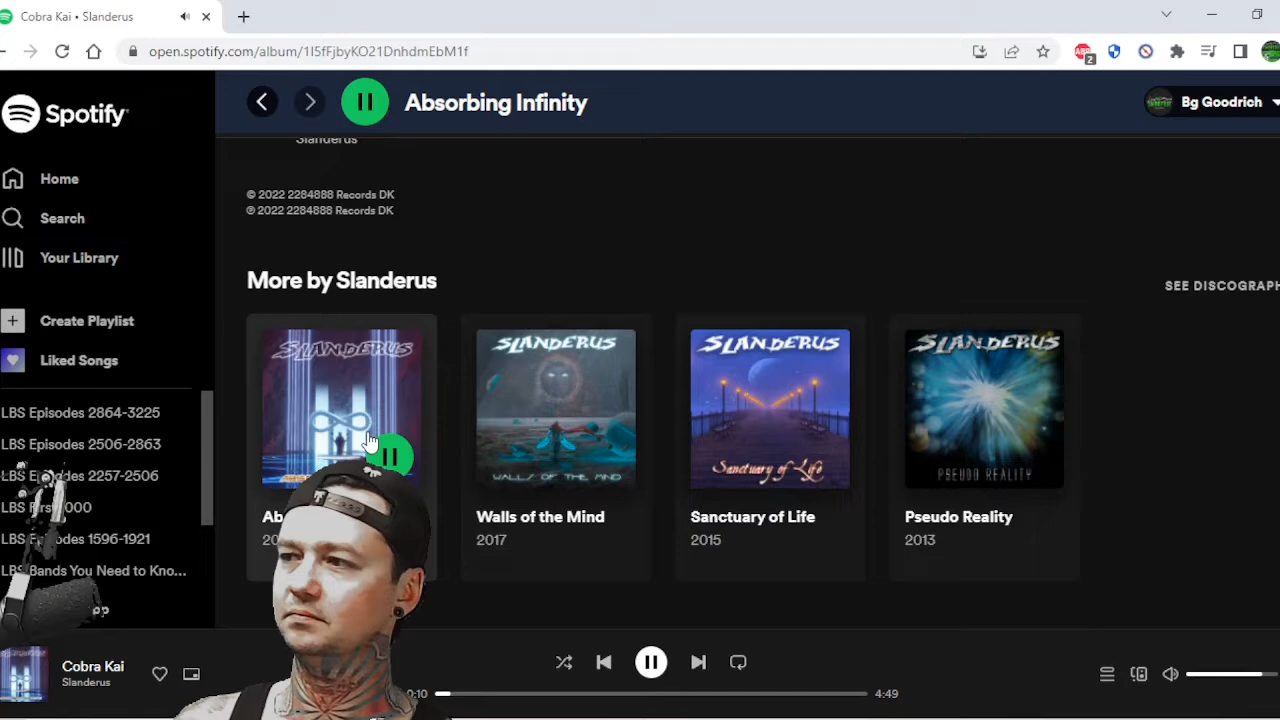 Cobra Kai • Slanderus
open.spotify.com/album/1I5fFjbyKO21DnhdmEbM1f
2
Spotify
Absorbing Infinity
Bg Goodrich
Home
Search
Your Library
Create Playlist
Liked Songs
LBS Episodes 2864-3225
LBS Episodes 2506-2863
2257-2506
LBS
LBS
1596-1921
LBS Bands You Need to Kno...
Slanderus
© 2022 2284888 Records DK
℗ 2022 2284888 Records DK
More by Slanderus
SEE DISCOGRAPH
SLANDERUS
SLANDERUS
WALLS OF THE MIND
Walls of the Mind
2017
SLANDERUS
Sanctuary of Life
Sanctuary of Life
2015
SLANDERUS
PSEUDO REALITY
Pseudo Reality
2013
Cobra Kai
Slanderus
0:10
4:49